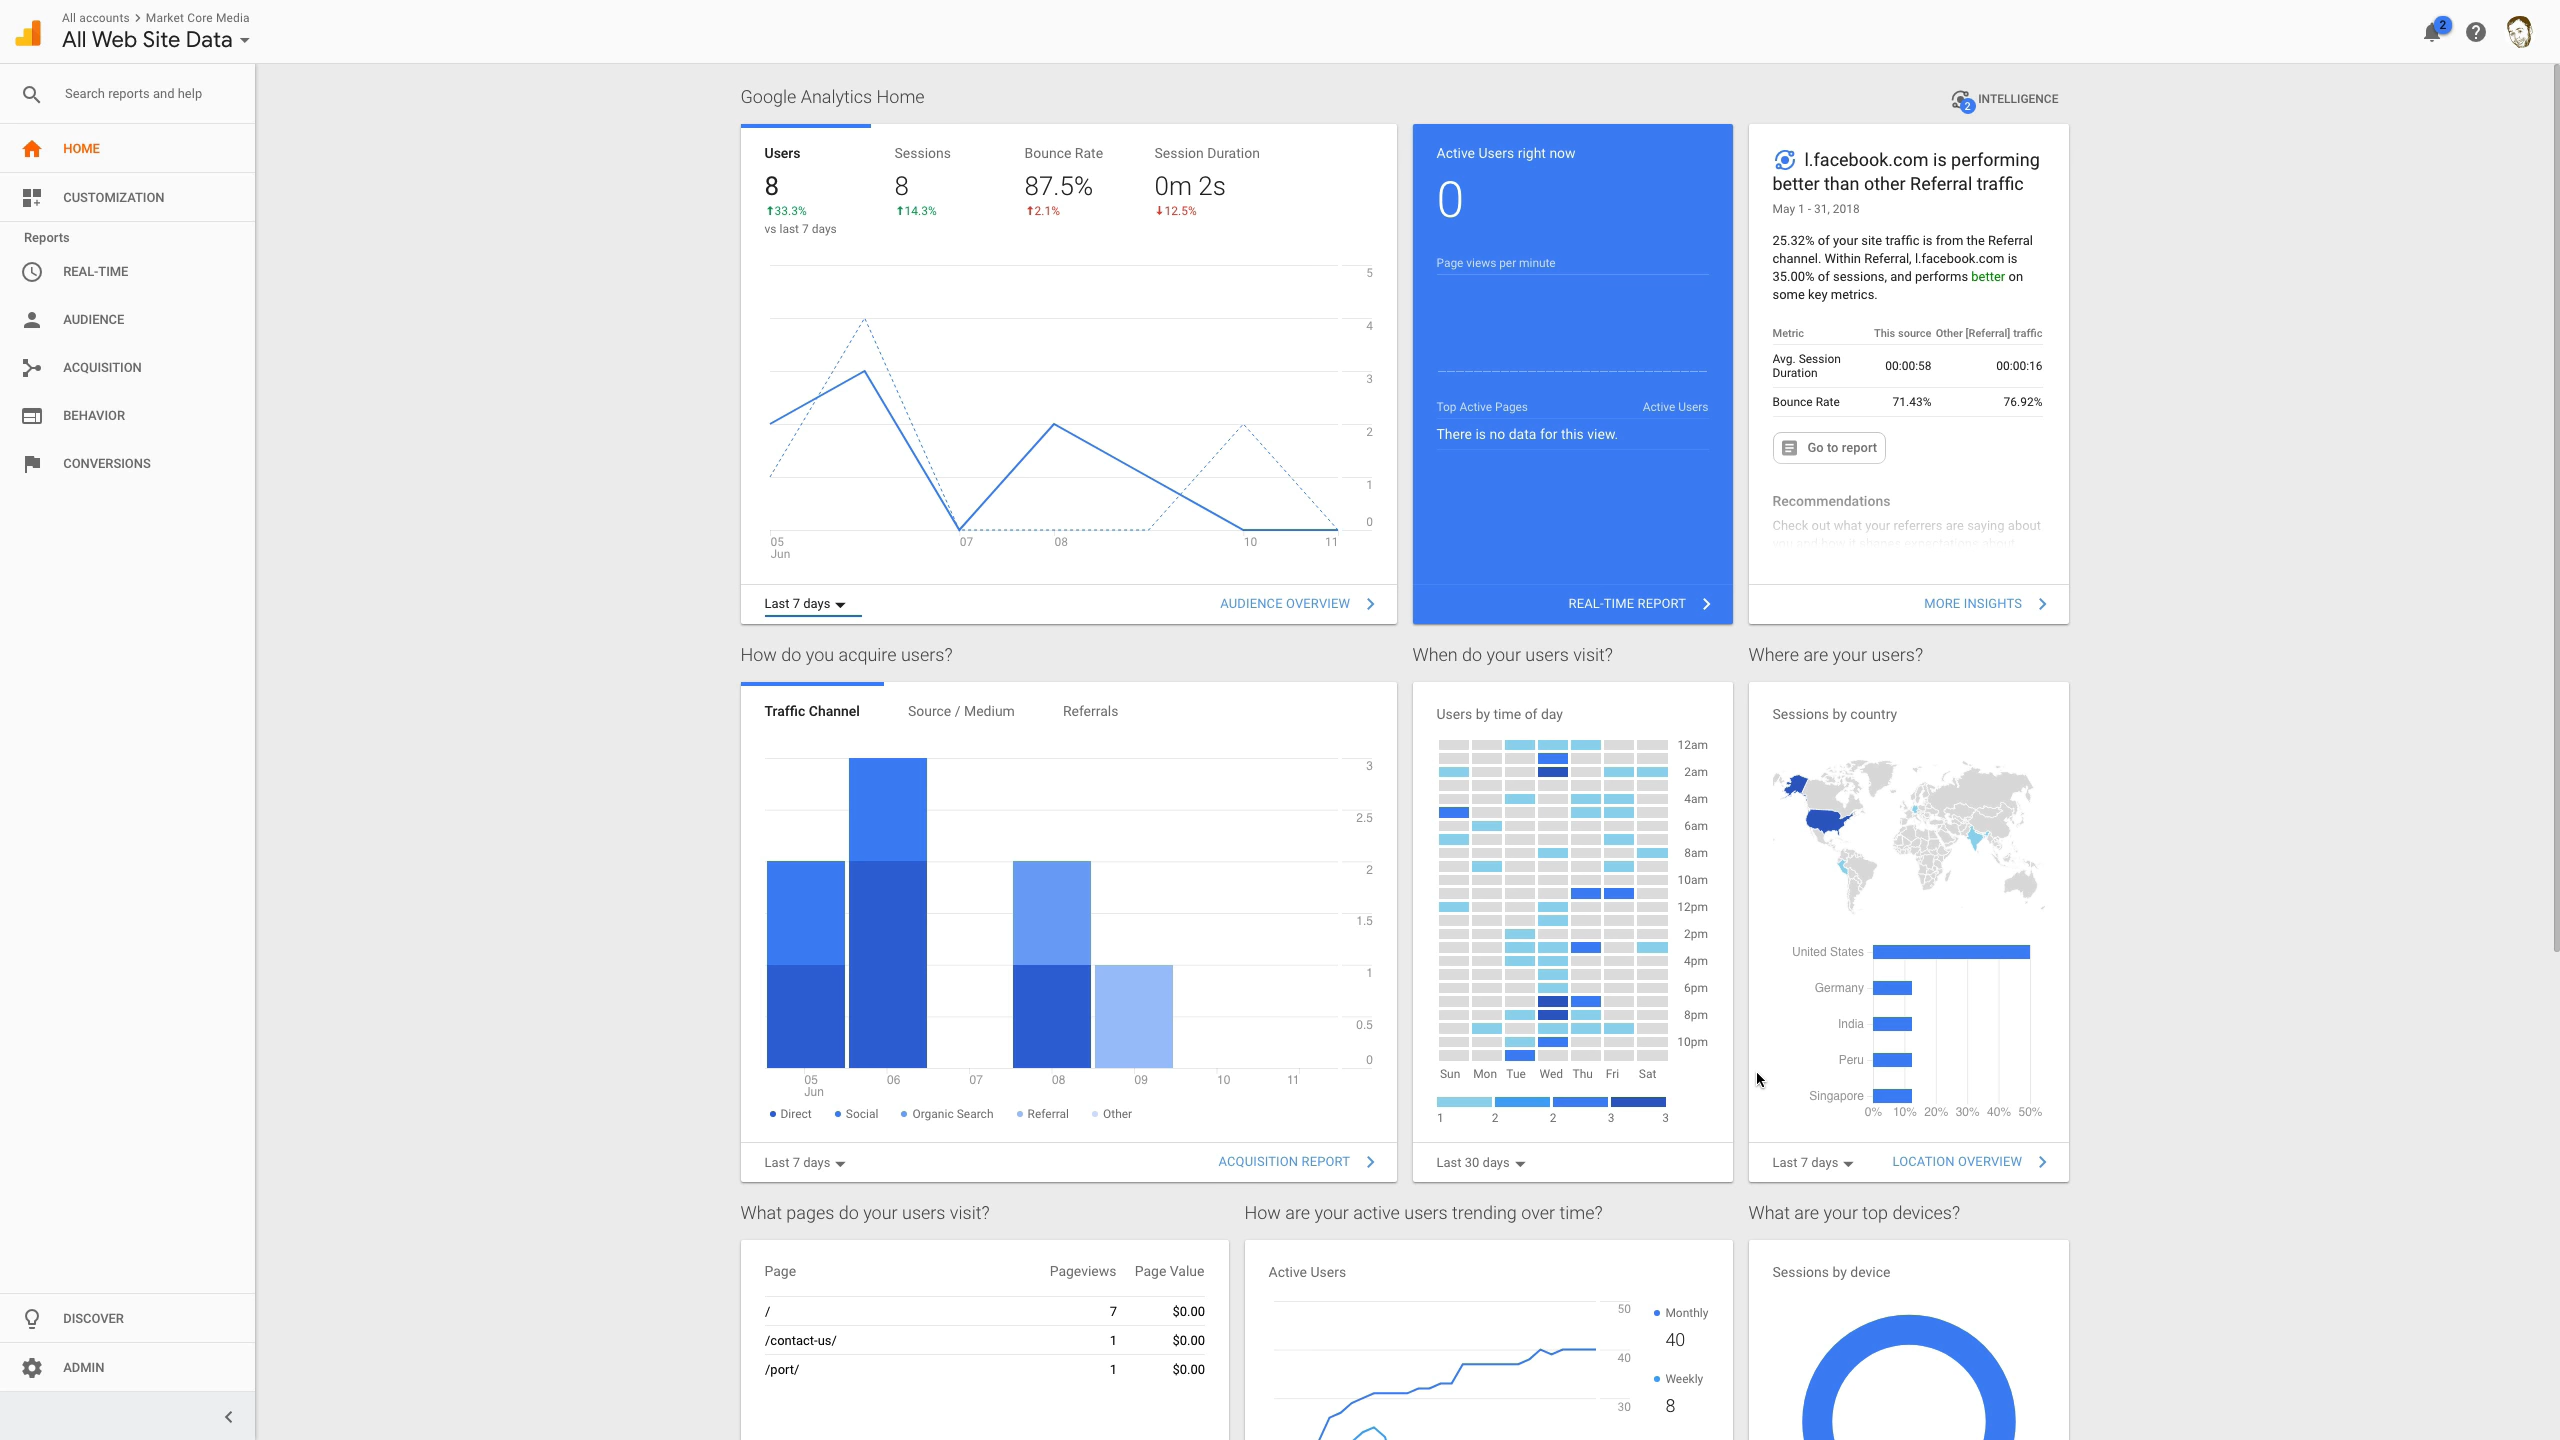 All accounts > Market Core Media
All Web Site Data
2
Search reports and help
HOME
CUSTOMIZATION
Reports
REAL-TIME
AUDIENCE
ACQUISITION
BEHAVIOR
CONVERSIONS
DISCOVER
ADMIN
Google Analytics Home
2 INTELLIGENCE
Users Sessions Bounce Rate Session Duration
8 8 87.5% 0m 2s
↑33.3% ↑14.3% ↑2.1% ↓12.5%
vs last 7 days
5
4
3
2
1
0
05 07 08 10 11
Jun
Last 7 days AUDIENCE OVERVIEW
Active Users right now
0
Page views per minute
Top Active Pages Active Users
There is no data for this view.
REAL-TIME REPORT
l.facebook.com is performing
better than other Referral traffic
May 1 - 31, 2018
25.32% of your site traffic is from the Referral
channel. Within Referral, l.facebook.com is
35.00% of sessions, and performs better on
some key metrics.
Metric This source Other [Referral] traffic
Avg. Session
Duration 00:00:58 00:00:16
Bounce Rate 71.43% 76.92%
Go to report
Recommendations
Check out what your referrers are saying about
you and how it shapes expectations about
MORE INSIGHTS
How do you acquire users?
Traffic Channel Source / Medium Referrals
3
2.5
2
1.5
1
0.5
0
05 06 07 08 09 10 11
Jun
Direct Social Organic Search Referral Other
Last 7 days ACQUISITION REPORT
When do your users visit?
Users by time of day
12am
2am
4am
6am
8am
10am
12pm
2pm
4pm
6pm
8pm
10pm
Sun Mon Tue Wed Thu Fri Sat
1 2 2 3 3
Last 30 days
Where are your users?
Sessions by country
United States
Germany
India
Peru
Singapore
0% 10% 20% 30% 40% 50%
Last 7 days LOCATION OVERVIEW
What pages do your users visit?
Page Pageviews Page Value
/ 7 $0.00
/contact-us/ 1 $0.00
/port/ 1 $0.00
How are your active users trending over time?
Active Users
50
40
30
Monthly
40
Weekly
8
What are your top devices?
Sessions by device